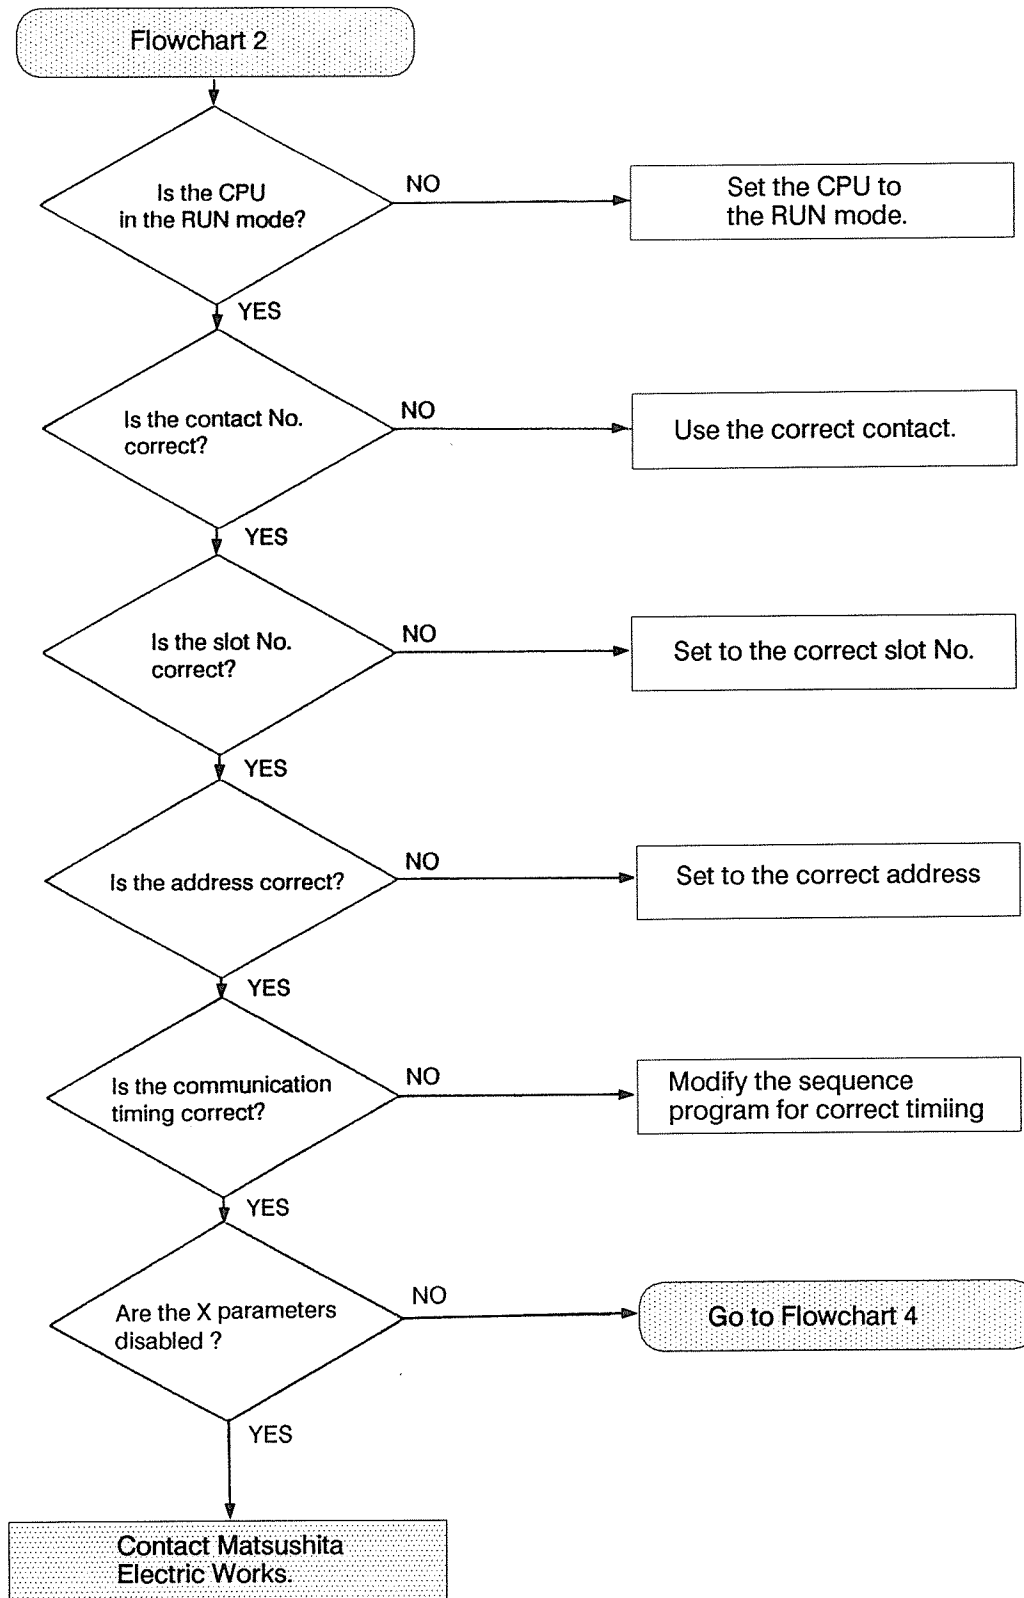 Flowchart 2
Is the CPU
in the RUN mode?
NO
Set the CPU to
the RUN mode.
YES
Is the contact No.
correct?
NO
Use the correct contact.
YES
Is the slot No.
correct?
NO
Set to the correct slot No.
YES
Is the address correct?
NO
Set to the correct address
YES
Is the communication
timing correct?
NO
Modify the sequence
program for correct timiing
YES
Are the X parameters
disabled ?
NO
Go to Flowchart 4
YES
Contact Matsushita
Electric Works.